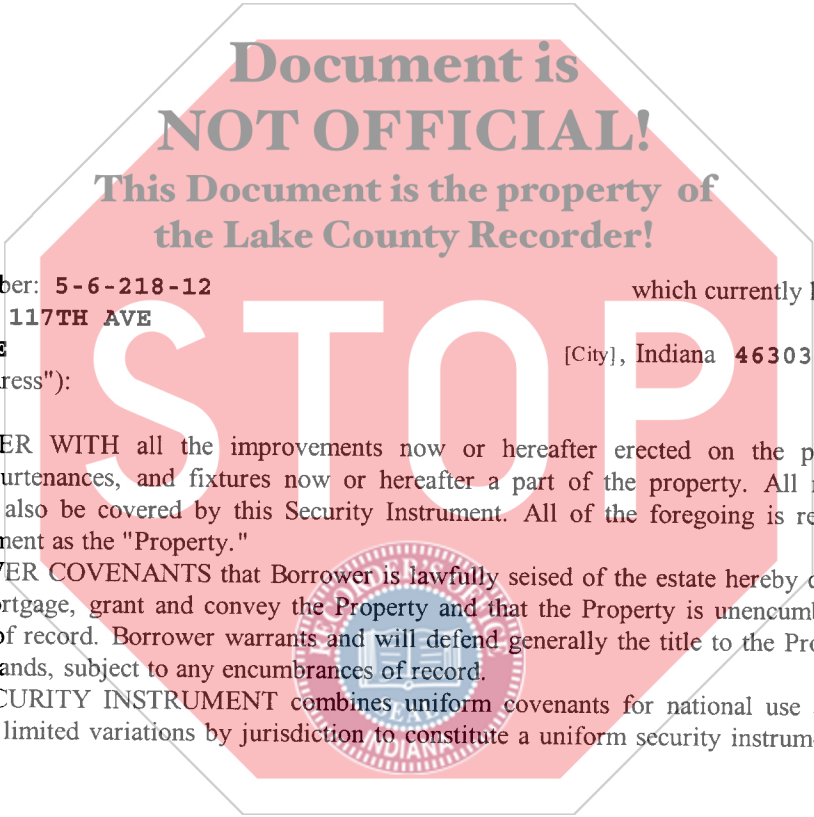 Document is
NOT OFFICIAL!
This Document is the property of
the Lake County Recorder!
ber: 5-6-218-12 which currently
117TH AVE
E [City], Indiana 46303
ress"):
STOP
ER WITH all the improvements now or hereafter erected on the p
urtenances, and fixtures now or hereafter a part of the property. All
also be covered by this Security Instrument. All of the foregoing is re
ment as the "Property."
ER COVENANTS that Borrower is lawfully seised of the estate hereby
rtgage, grant and convey the Property and that the Property is unencumb
of record. Borrower warrants and will defend generally the title to the Pro
ands, subject to any encumbrances of record.
CURITY INSTRUMENT combines uniform covenants for national use
limited variations by jurisdiction to constitute a uniform security instrum
SEAL
INDIANA